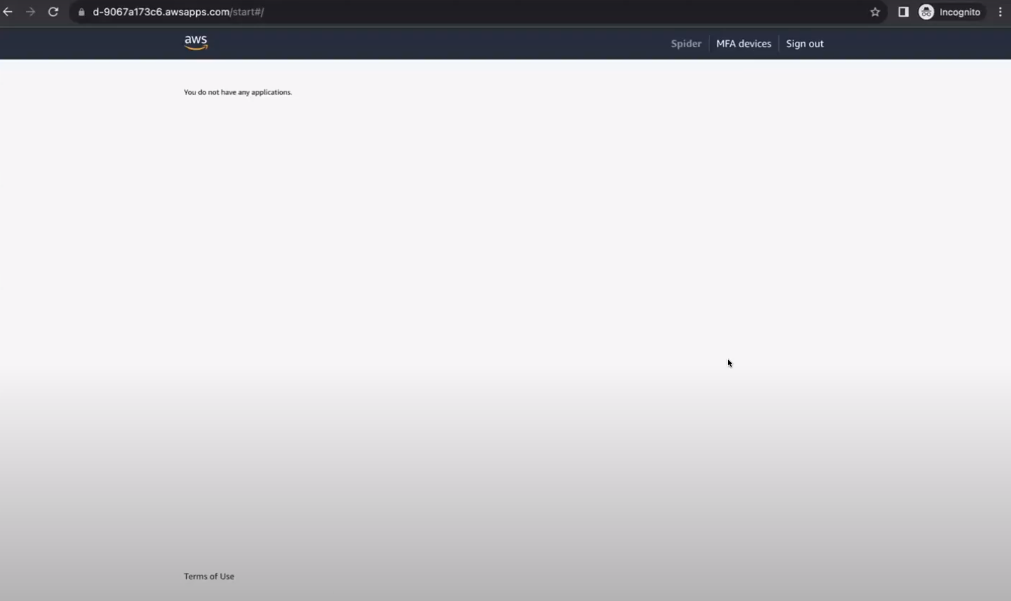 d-9067a173c6.awsapps.com/start#/
Incognito
aws
Spider
MFA devices
Sign out
You do not have any applications.
Terms of Use